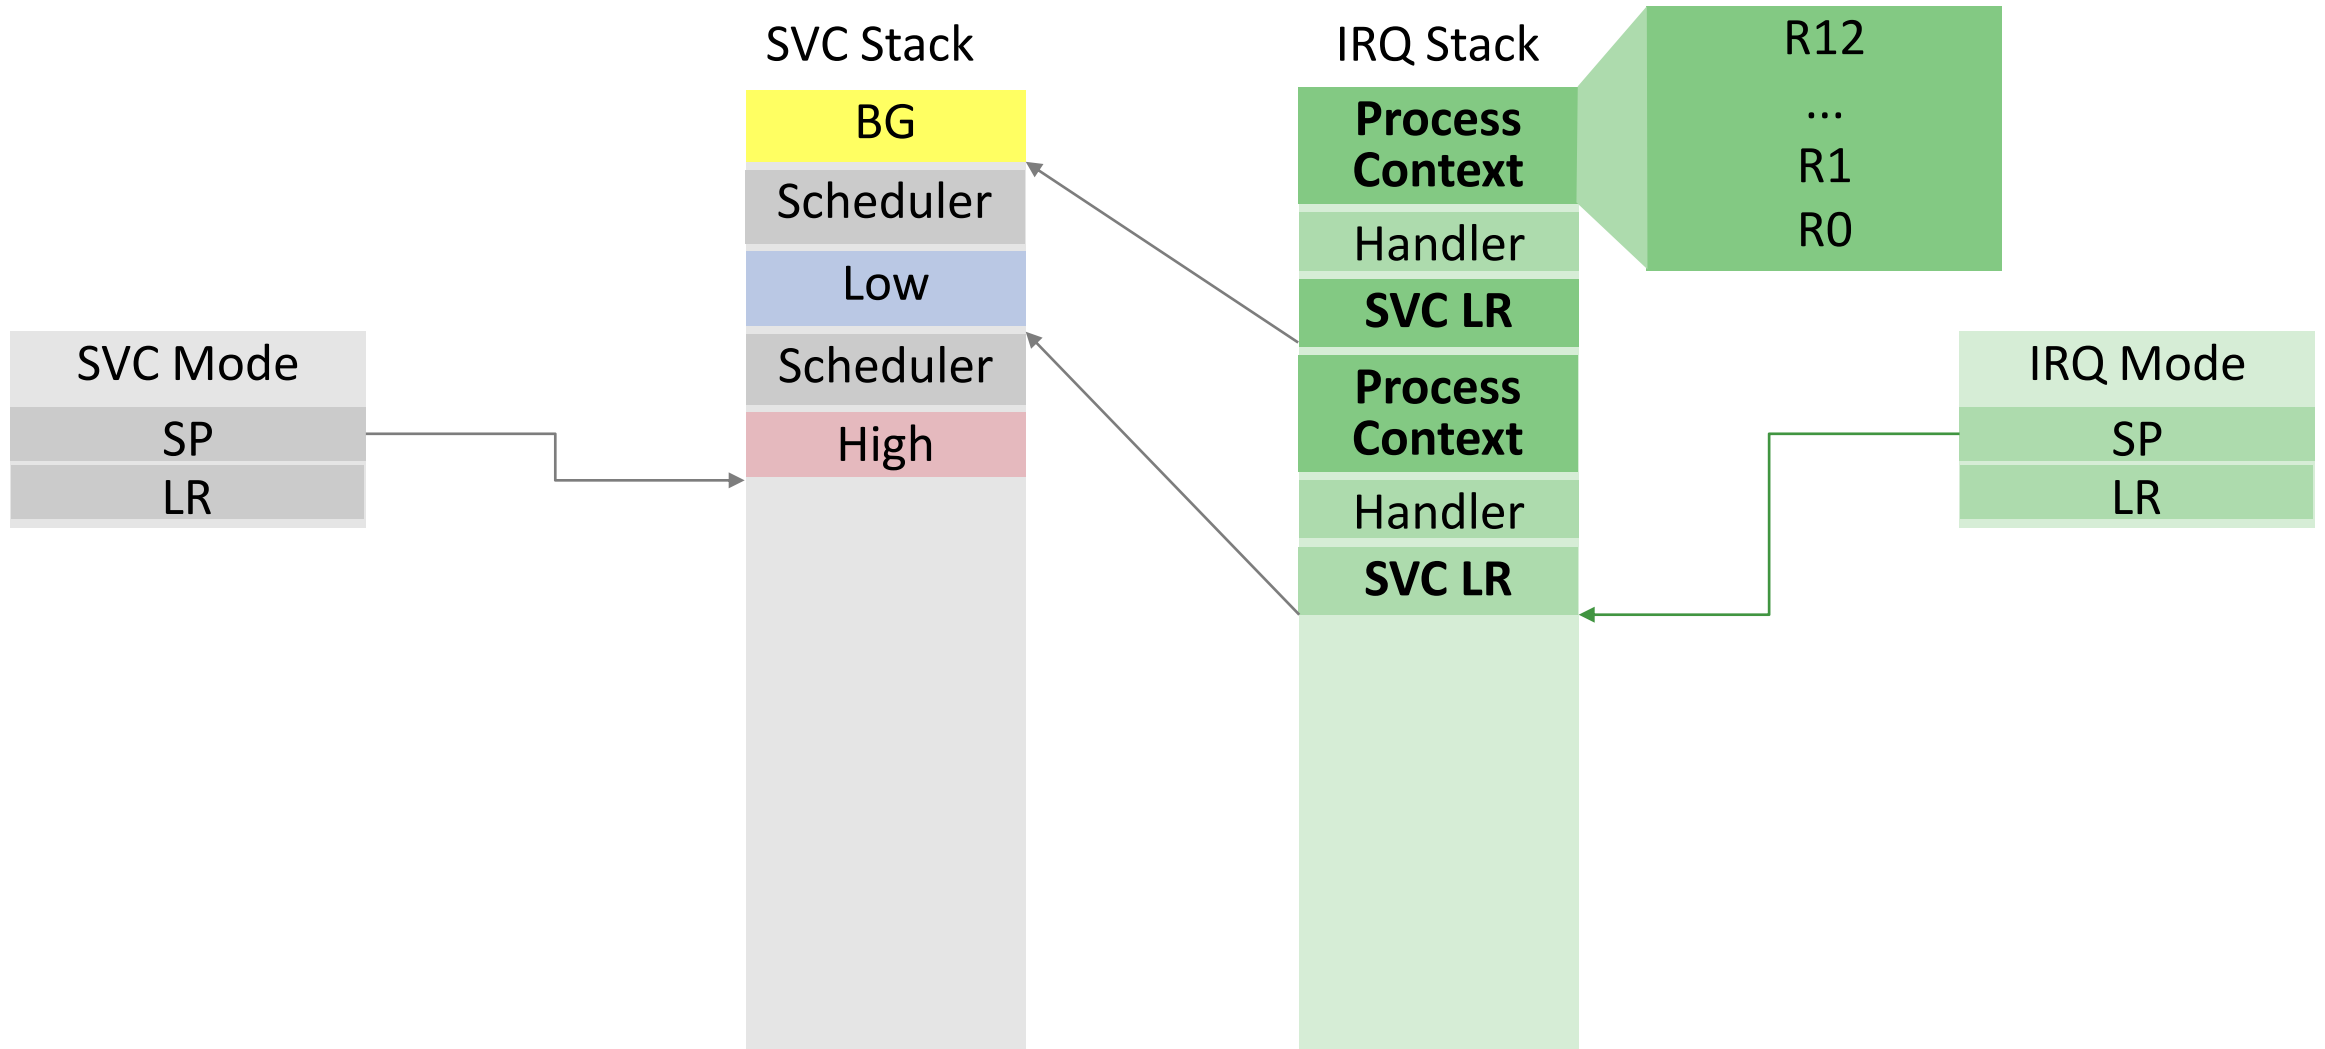 SVC Stack
BG
Scheduler
Low
Scheduler
High
SVC Mode
SP
LR
IRQ Stack
Process
Context
Handler
SVC LR
Process
Context
Handler
SVC LR
R12
...
R1
R0
IRQ Mode
SP
LR